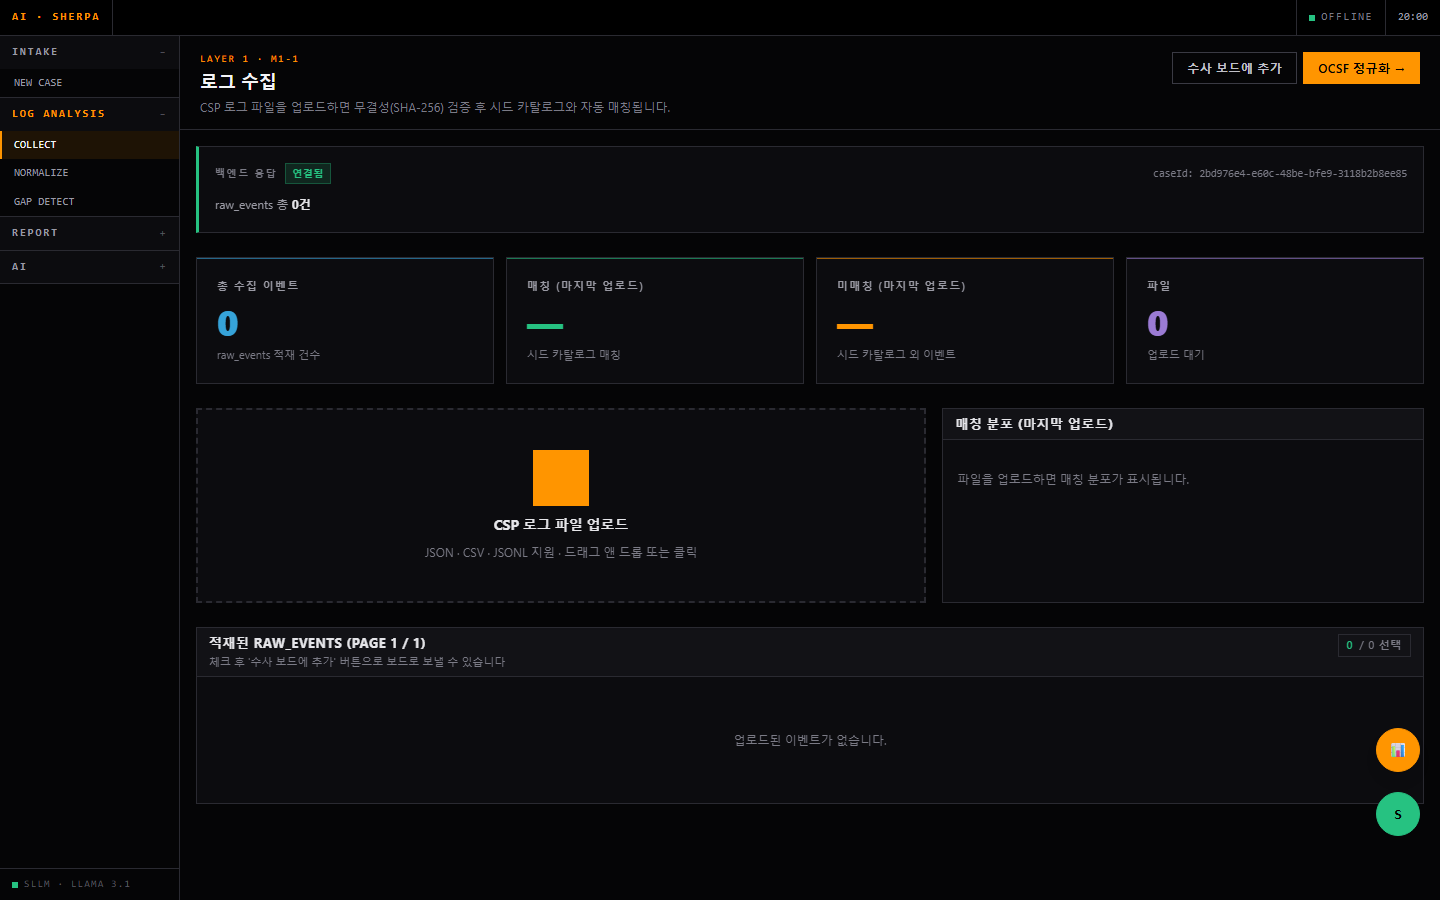 AI · SHERPA
OFFLINE
20:00
INTAKE −
NEW CASE
LOG ANALYSIS −
COLLECT
NORMALIZE
GAP DETECT
REPORT +
AI +
SLLM · LLAMA 3.1
LAYER 1 · M1-1
로그 수집
CSP 로그 파일을 업로드하면 무결성(SHA-256) 검증 후 시드 카탈로그와 자동 매칭됩니다.
수사 보드에 추가
OCSF 정규화 →
백엔드 응답 연결됨
caseId: 2bd976e4-e60c-48be-bfe9-3118b2b8ee85
raw_events 총 0건
총 수집 이벤트
0
raw_events 적재 건수
매칭 (마지막 업로드)
—
시드 카탈로그 매칭
미매칭 (마지막 업로드)
—
시드 카탈로그 외 이벤트
파일
0
업로드 대기
CSP 로그 파일 업로드
JSON · CSV · JSONL 지원 · 드래그 앤 드롭 또는 클릭
매칭 분포 (마지막 업로드)
파일을 업로드하면 매칭 분포가 표시됩니다.
적재된 RAW_EVENTS (PAGE 1 / 1)
체크 후 '수사 보드에 추가' 버튼으로 보드로 보낼 수 있습니다
0 / 0 선택
업로드된 이벤트가 없습니다.
S